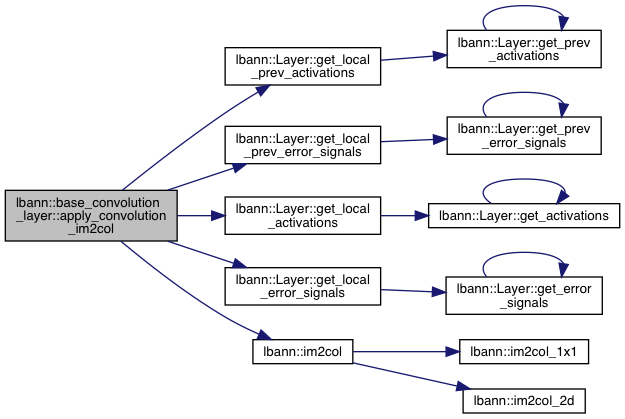 lbann::base_convolution
_layer::apply_convolution
_im2col
lbann::Layer::get_local
_prev_activations
lbann::Layer::get_prev
_activations
lbann::Layer::get_local
_prev_error_signals
lbann::Layer::get_prev
_error_signals
lbann::Layer::get_local
_activations
lbann::Layer::get_activations
lbann::Layer::get_local
_error_signals
lbann::Layer::get_error
_signals
lbann::im2col
lbann::im2col_1x1
lbann::im2col_2d